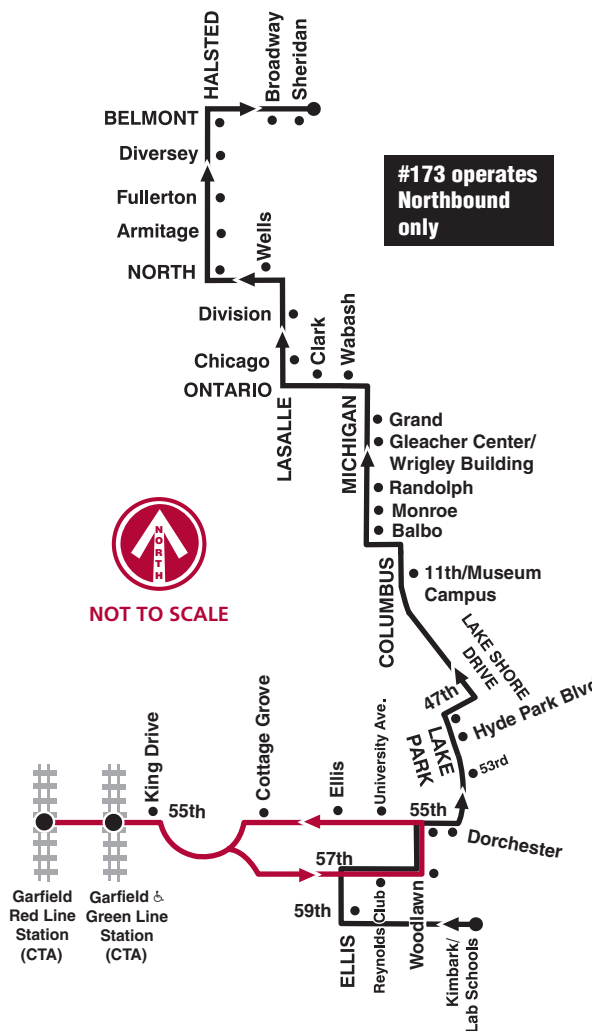 HALSTED
Broadway
Sheridan
BELMONT
Diversey
Fullerton
Armitage
NORTH
Wells
#173 operates
Northbound
only
Division
Chicago
ONTARIO
Clark
Wabash
LASALLE
MICHIGAN
Grand
Gleacher Center/
Wrigley Building
Randolph
Monroe
Balbo
NORTH
NOT TO SCALE
COLUMBUS
11th/Museum
Campus
LAKE SHORE
DRIVE
47th
Hyde Park Blvd
LAKE
PARK
53rd
King Drive
55th
Cottage Grove
Ellis
University Ave.
55th
Dorchester
57th
59th
ELLIS
Reynolds Club
Woodlawn
Kimbark/
Lab Schools
Garfield
Red Line
Station
(CTA)
Garfield ♿
Green Line
Station
(CTA)